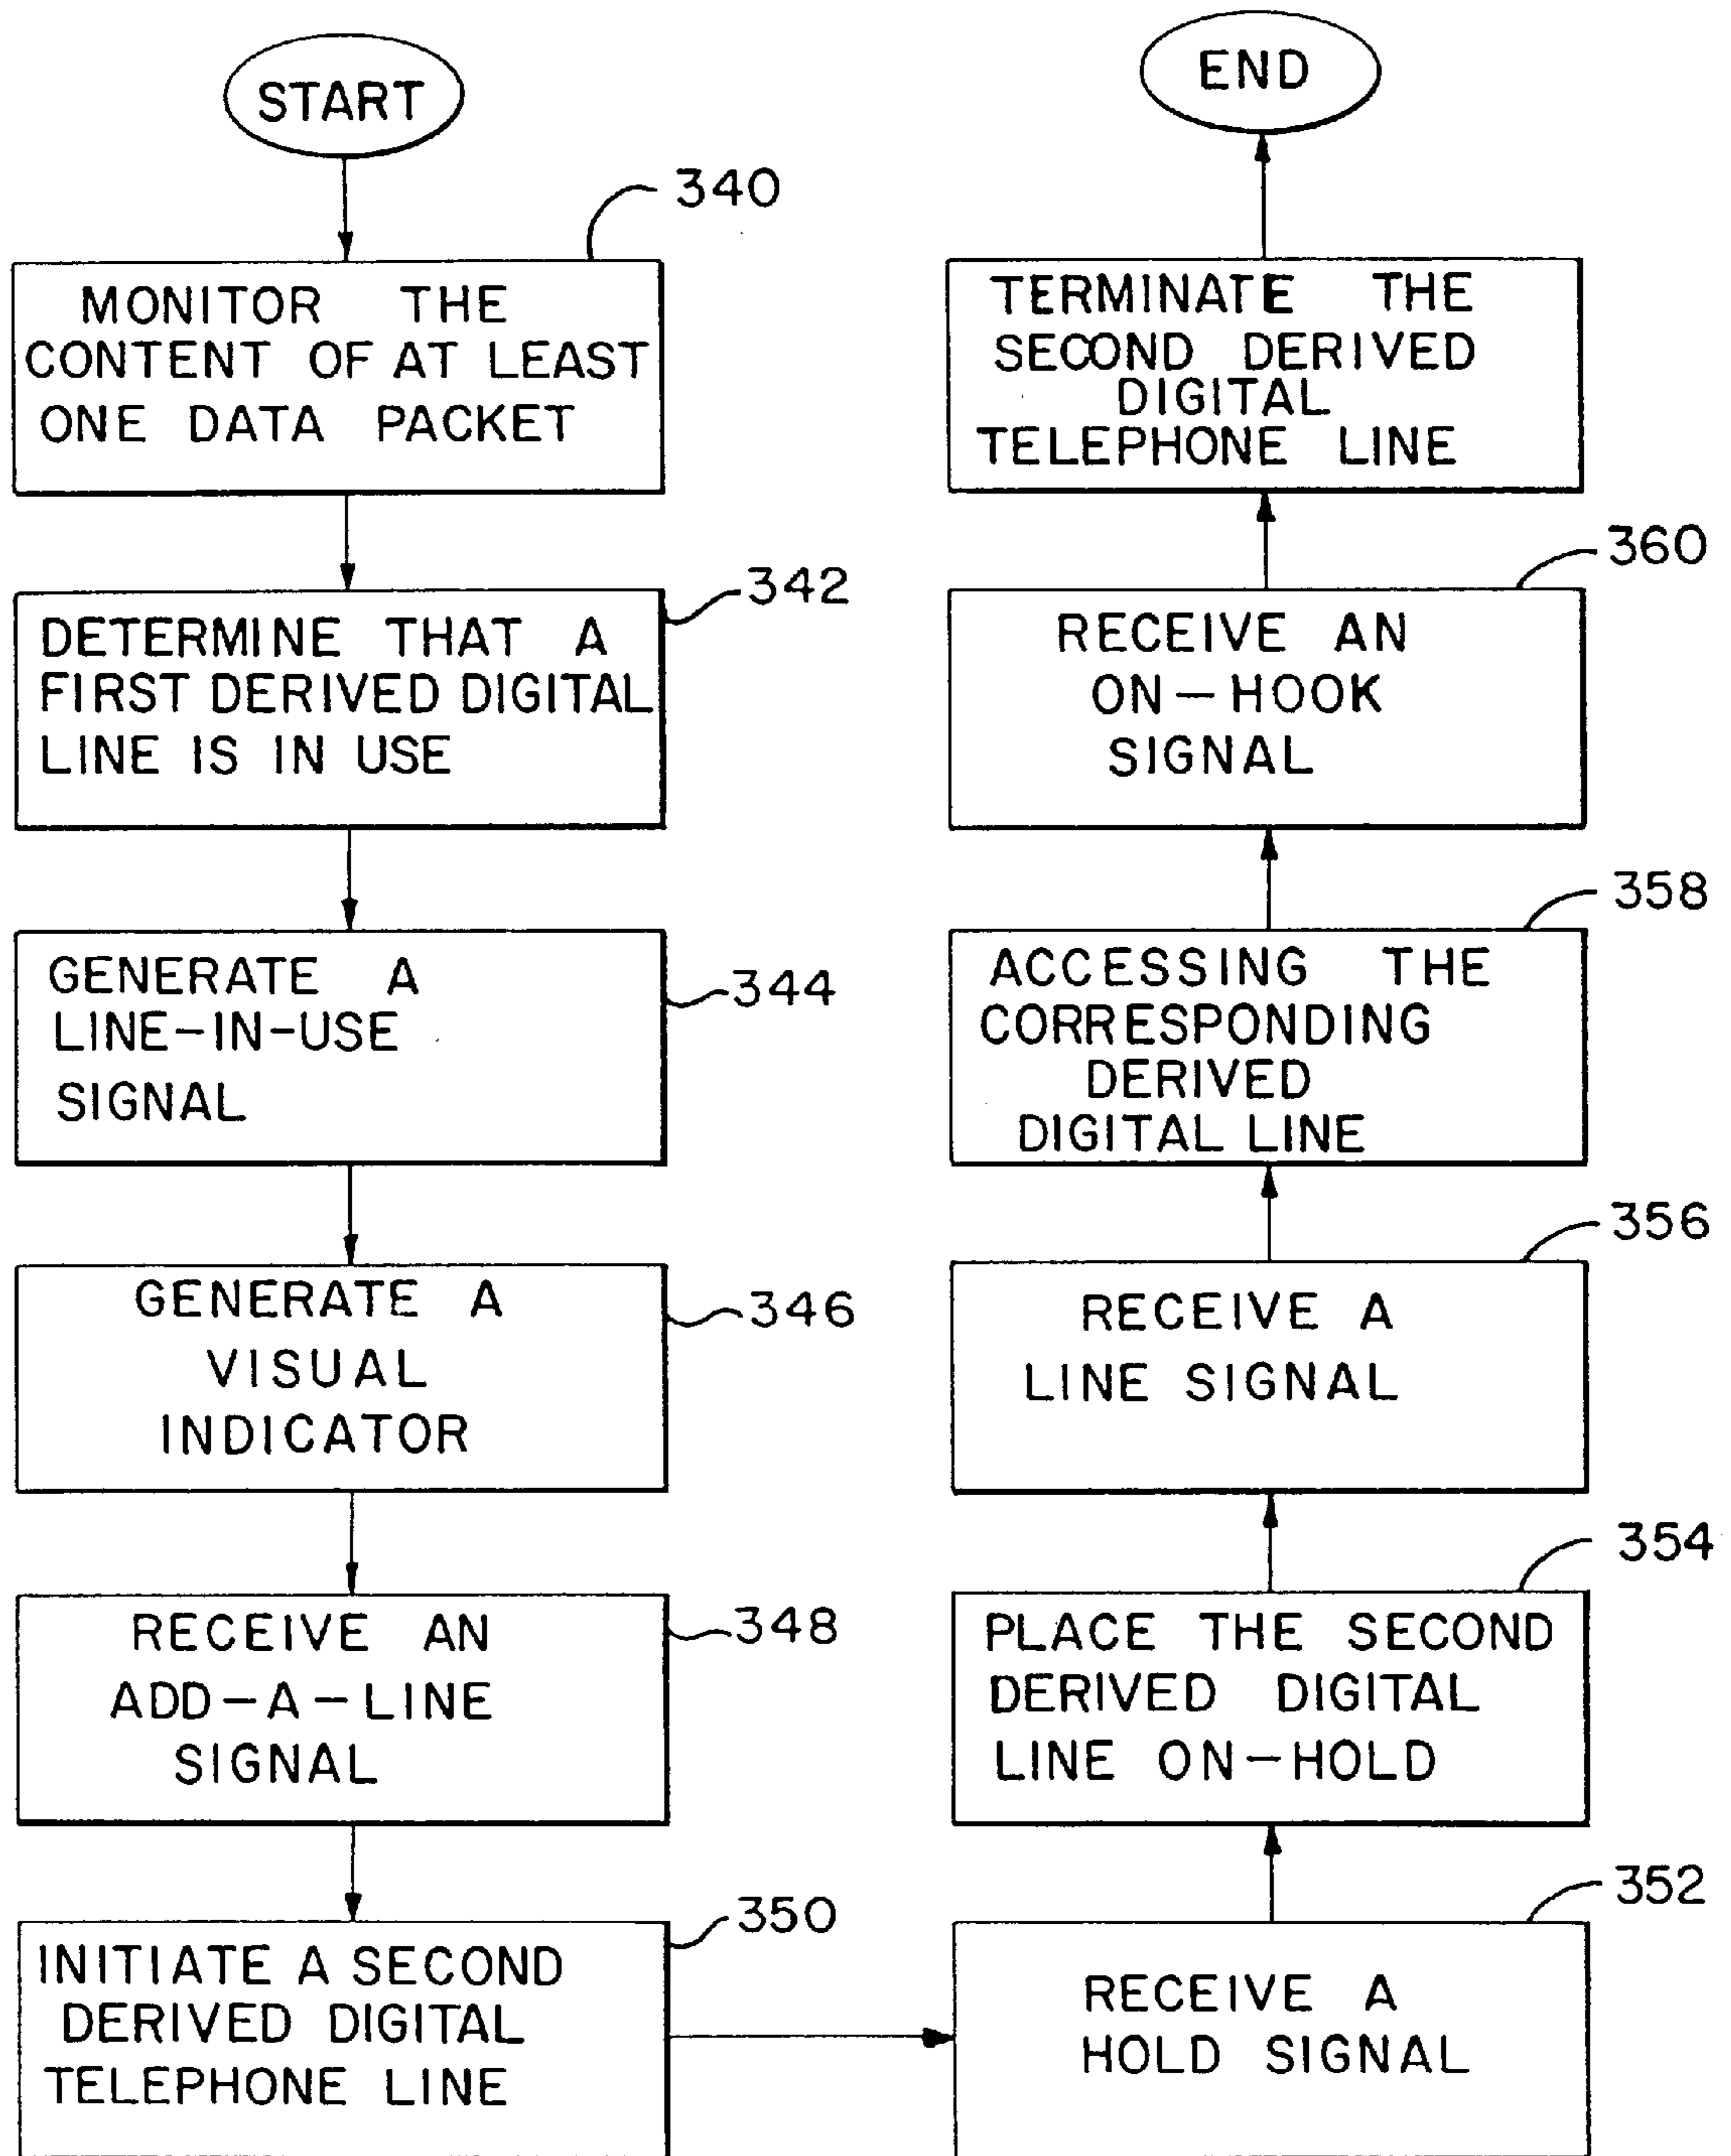 START
340
MONITOR THE
CONTENT OF AT LEAST
ONE DATA PACKET
342
DETERMINE THAT A
FIRST DERIVED DIGITAL
LINE IS IN USE
344
GENERATE A
LINE-IN-USE
SIGNAL
346
GENERATE A
VISUAL
INDICATOR
348
RECEIVE AN
ADD-A-LINE
SIGNAL
350
INITIATE A SECOND
DERIVED DIGITAL
TELEPHONE LINE
352
RECEIVE A
HOLD SIGNAL
354
PLACE THE SECOND
DERIVED DIGITAL
LINE ON-HOLD
356
RECEIVE A
LINE SIGNAL
358
ACCESSING THE
CORRESPONDING
DERIVED
DIGITAL LINE
360
RECEIVE AN
ON-HOOK
SIGNAL
TERMINATE THE
SECOND DERIVED
DIGITAL
TELEPHONE LINE
END